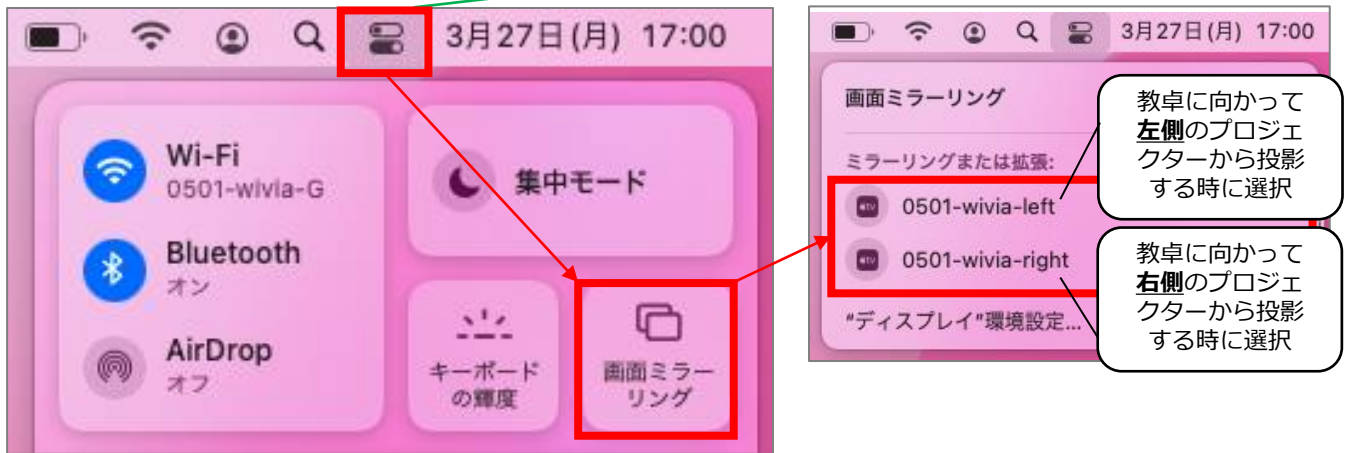 3月27日(月) 17:00
Wi-Fi
0501-wivia-G
Bluetooth
オン
AirDrop
オフ
集中モード
キーボード
の輝度
画面ミラー
リング
3月27日(月) 17:00
画面ミラーリング
ミラーリングまたは拡張:
0501-wivia-left
0501-wivia-right
“ディスプレイ”環境設定...
教卓に向かって
左側のプロジェ
クターから投影
する時に選択
教卓に向かって
右側のプロジェ
クターから投影
する時に選択